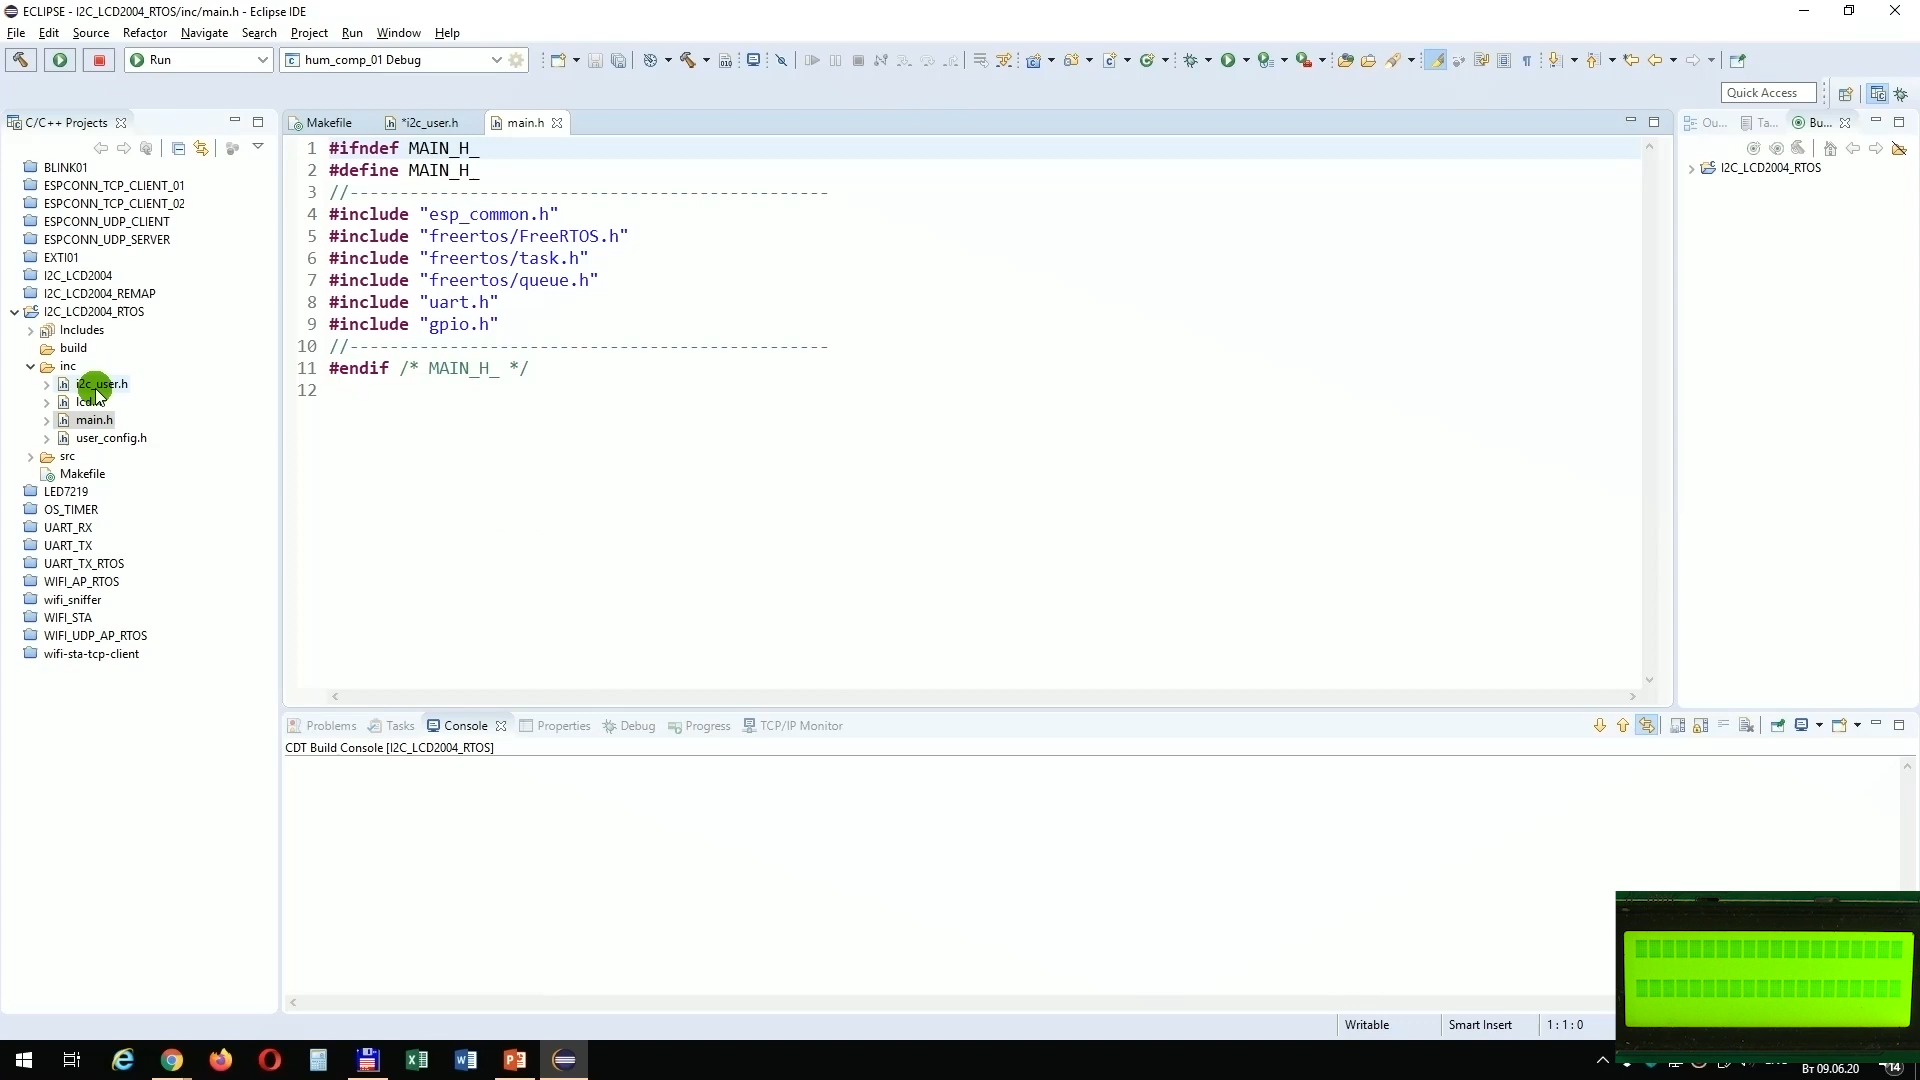 ECLIPSE - I2C_LCD2004_RTOS/inc/main.h - Eclipse IDE
File Edit Source Refactor Navigate Search Project Run Window Help
Run
hum_comp_01 Debug
Quick Access
C/C++ Projects
BLINK01
ESPCONN_TCP_CLIENT_01
ESPCONN_TCP_CLIENT_02
ESPCONN_UDP_CLIENT
ESPCONN_UDP_SERVER
EXTI01
I2C_LCD2004
I2C_LCD2004_REMAP
I2C_LCD2004_RTOS
Includes
build
inc
i2c_user.h
main.h
user_config.h
src
Makefile
LED7219
OS_TIMER
UART_RX
UART_TX
UART_TX_RTOS
WIFI_AP_RTOS
wifi_sniffer
WIFI_STA
WIFI_UDP_AP_RTOS
wifi-sta-tcp-client
Makefile *i2c_user.h main.h
1 #ifndef MAIN_H_
2 #define MAIN_H_
3 //------------------------------------------------
4 #include "esp_common.h"
5 #include "freertos/FreeRTOS.h"
6 #include "freertos/task.h"
7 #include "freertos/queue.h"
8 #include "uart.h"
9 #include "gpio.h"
10 //------------------------------------------------
11 #endif /* MAIN_H_ */
12
Ou... Ta... Bu...
I2C_LCD2004_RTOS
Problems Tasks Console Properties Debug Progress TCP/IP Monitor
CDT Build Console [I2C_LCD2004_RTOS]
Writable Smart Insert 1 : 1 : 0
Вт 09.06.20
14